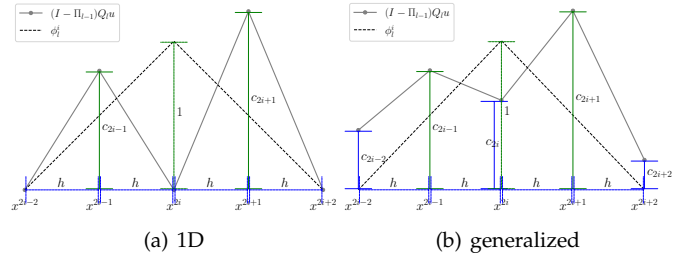 (I − Π_{l−1})Q_l u
ϕ_l^i
c_{2i−1}
1
c_{2i+1}
h h h h
x^{2i−2} x^{2i−1} x^{2i} x^{2i+1} x^{2i+2}
(a) 1D
(I − Π_{l−1})Q_l u
ϕ_l^i
c_{2i−2}
c_{2i−1}
c_{2i}
1
c_{2i+1}
c_{2i+2}
h h h h
x^{2i−2} x^{2i−1} x^{2i} x^{2i+1} x^{2i+2}
(b) generalized